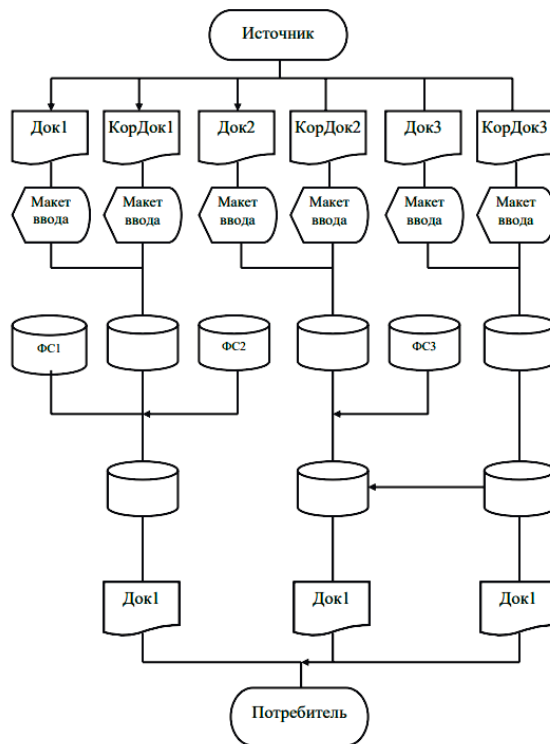 Источник
Док1
КорДок1
Док2
КорДок2
Док3
КорДок3
Макет
ввода
Макет
ввода
Макет
ввода
Макет
ввода
Макет
ввода
Макет
ввода
ФС1
ФС2
ФС3
Док1
Док1
Док1
Потребитель